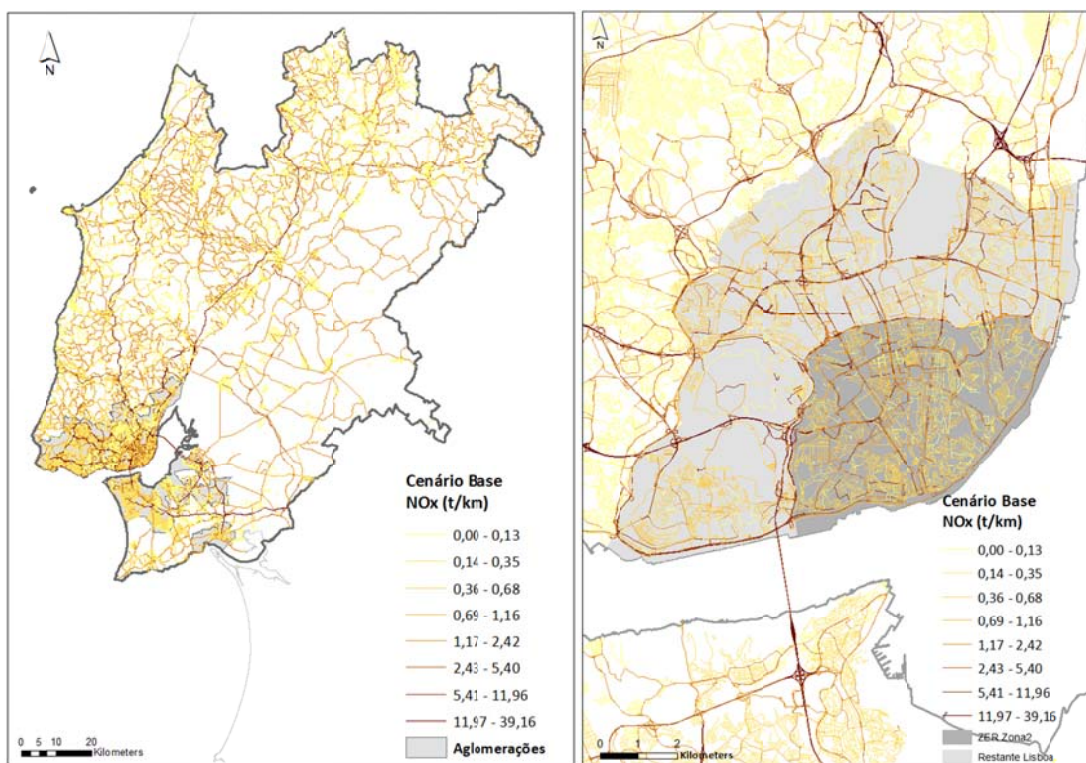 N
Cenário Base
NOx (t/km)
0,00 - 0,13
0,14 - 0,35
0,36 - 0,68
0,69 - 1,16
1,17 - 2,42
2,43 - 5,40
5,41 - 11,96
11,97 - 39,16
Aglomerações
0 5 10 20
Kilometers
N
Cenário Base
NOx (t/km)
0,00 - 0,13
0,14 - 0,35
0,36 - 0,68
0,69 - 1,16
1,17 - 2,42
2,43 - 5,40
5,41 - 11,96
11,97 - 39,16
ZER Zona2
Restante Lisboa
0 1 2
Kilometers